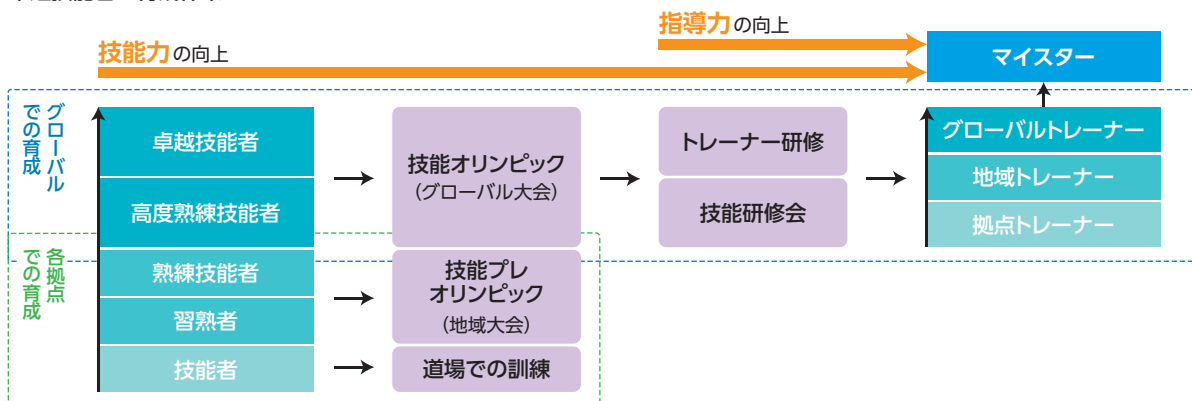 指導力の向上
技能力の向上
マイスター
グローバル
での育成
卓越技能者
高度熟練技能者
技能オリンピック
(グローバル大会)
トレーナー研修
技能研修会
グローバルトレーナー
地域トレーナー
拠点トレーナー
各拠点
での育成
熟練技能者
習熟者
技能者
技能プレ
オリンピック
(地域大会)
道場での訓練